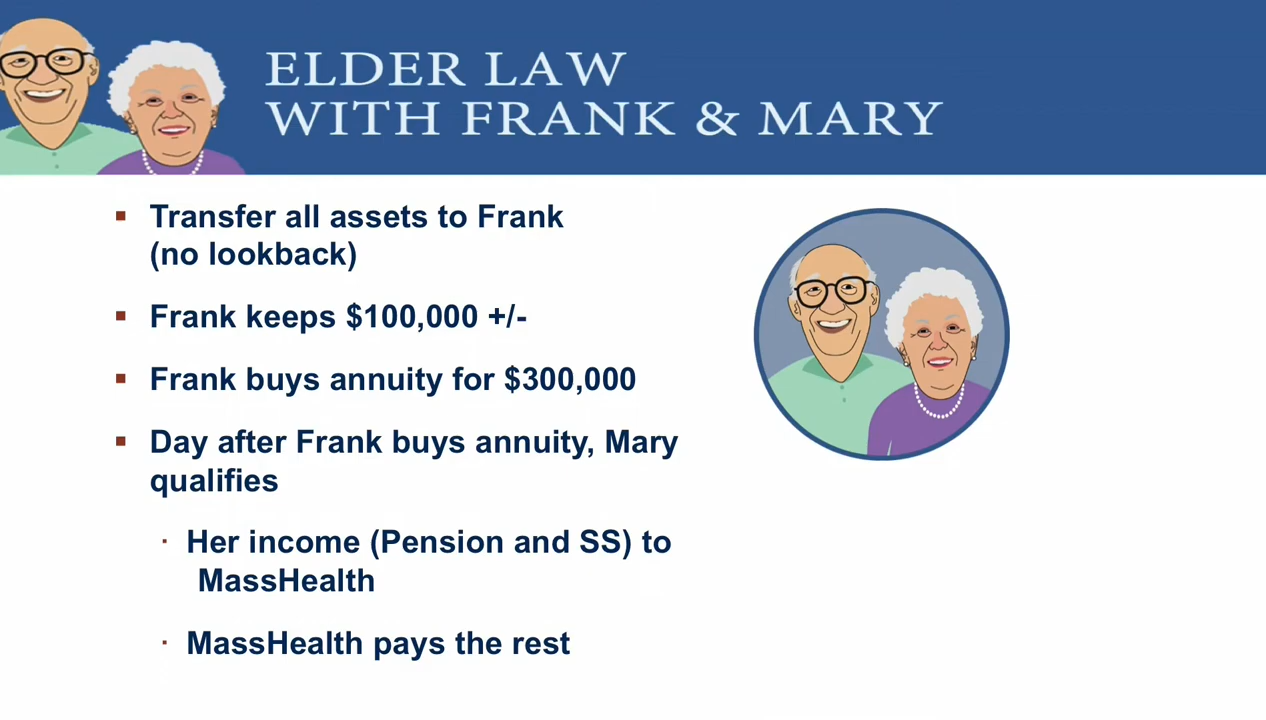 ELDER LAW
WITH FRANK & MARY
▪ Transfer all assets to Frank
(no lookback)
▪ Frank keeps $100,000 +/-
▪ Frank buys annuity for $300,000
▪ Day after Frank buys annuity, Mary
qualifies
· Her income (Pension and SS) to
MassHealth
· MassHealth pays the rest